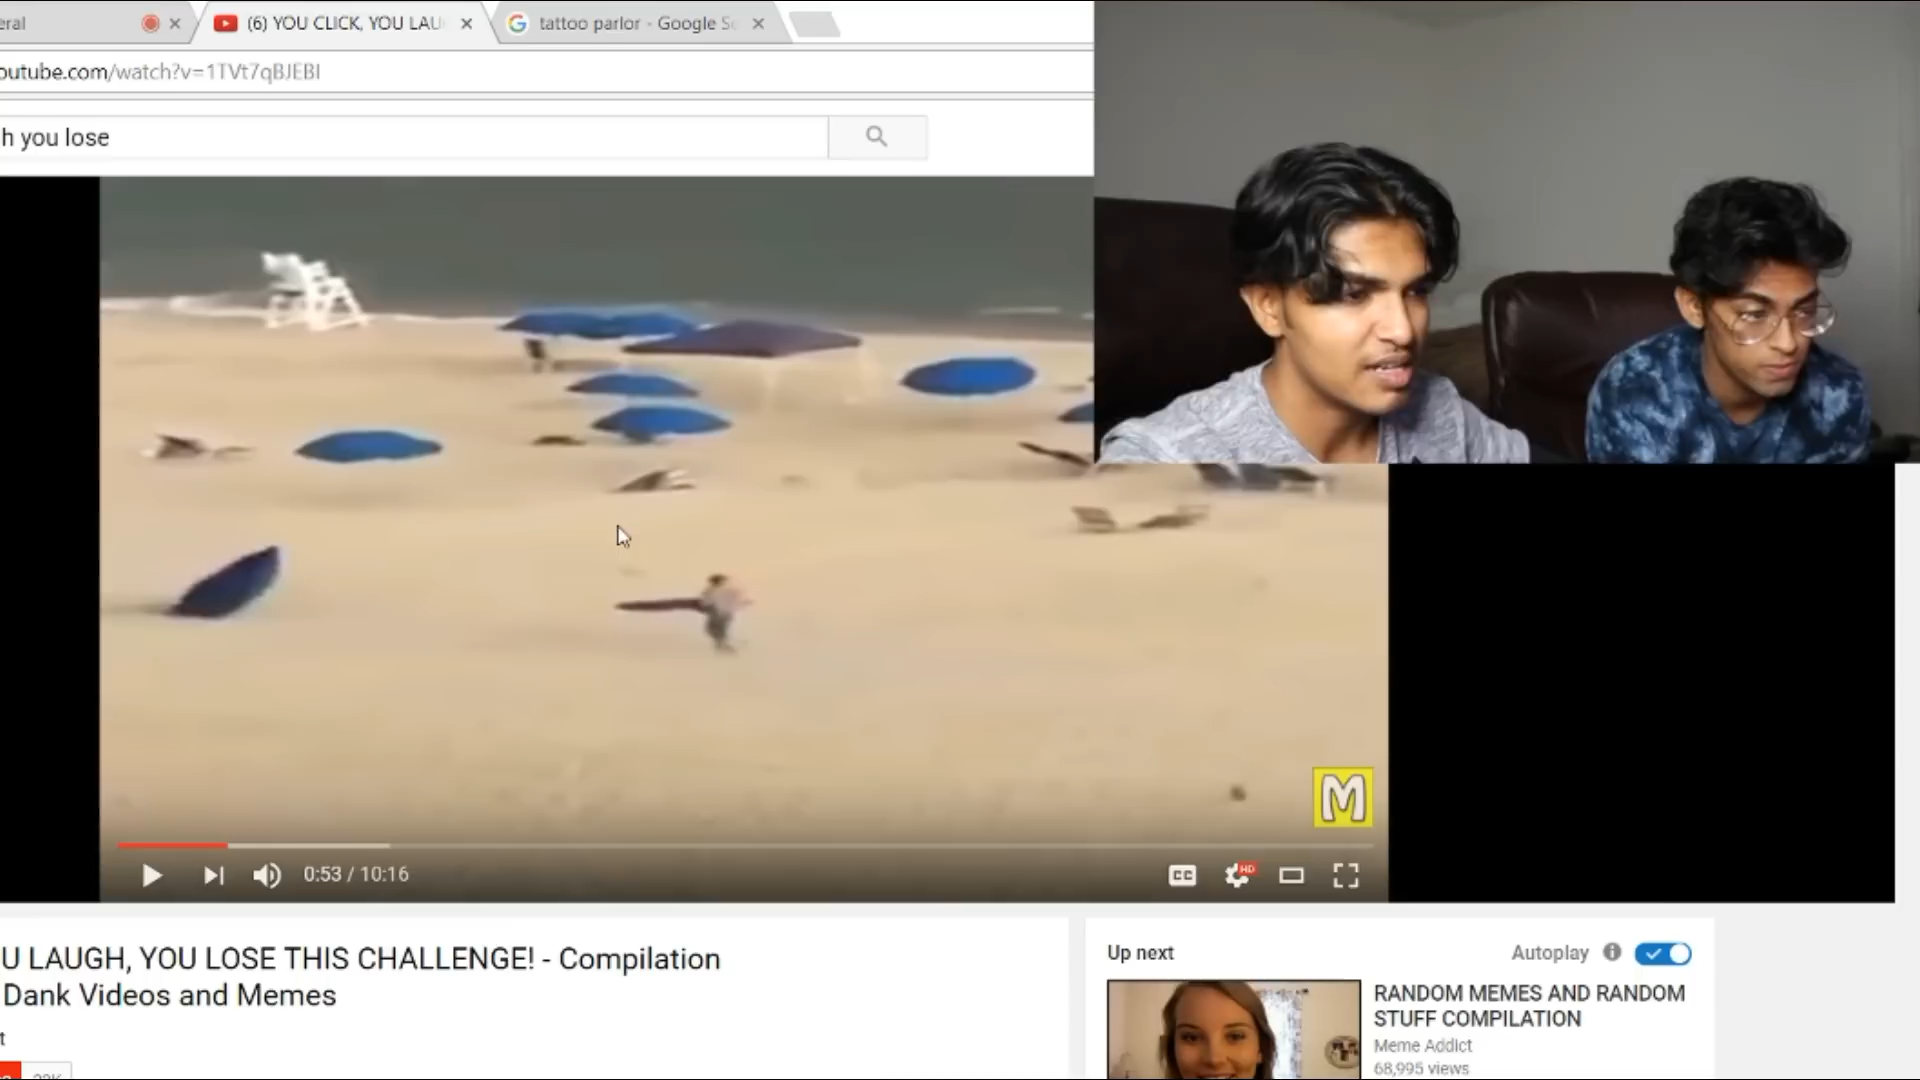 eral
(6) YOU CLICK, YOU LAU
tattoo parlor - Google S
outube.com/watch?v=1TVt7qBJEBI
h you lose
M
0:53 / 10:16
CC
HD
U LAUGH, YOU LOSE THIS CHALLENGE! - Compilation
Dank Videos and Memes
t
Up next
Autoplay
RANDOM MEMES AND RANDOM
STUFF COMPILATION
Meme Addict
68,995 views